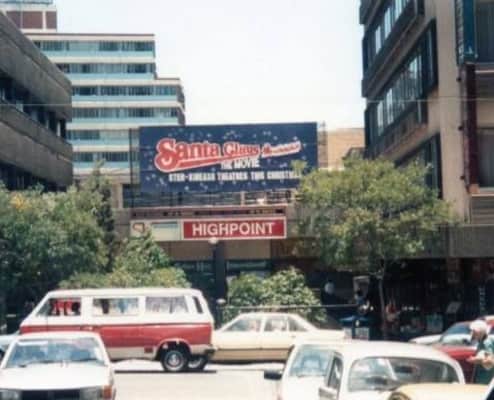 Santa Claus
THE MOVIE
STER-KINEKOR THEATRES THIS CHRISTMAS
HIGHPOINT